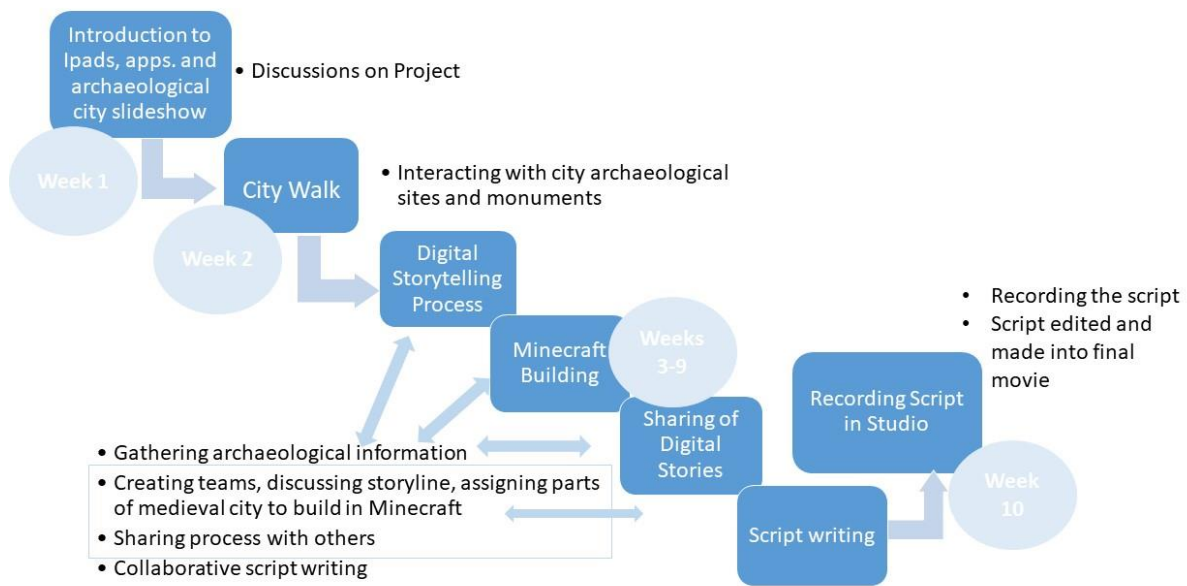 Introduction to
Ipads, apps. and
archaeological
city slideshow
• Discussions on Project
Week 1
City Walk
• Interacting with city archaeological
sites and monuments
Week 2
Digital
Storytelling
Process
Minecraft
Building
Weeks
3-9
Sharing of
Digital
Stories
• Gathering archaeological information
• Creating teams, discussing storyline, assigning parts
of medieval city to build in Minecraft
• Sharing process with others
• Collaborative script writing
Script writing
• Recording the script
• Script edited and
made into final
movie
Recording Script
in Studio
Week
10